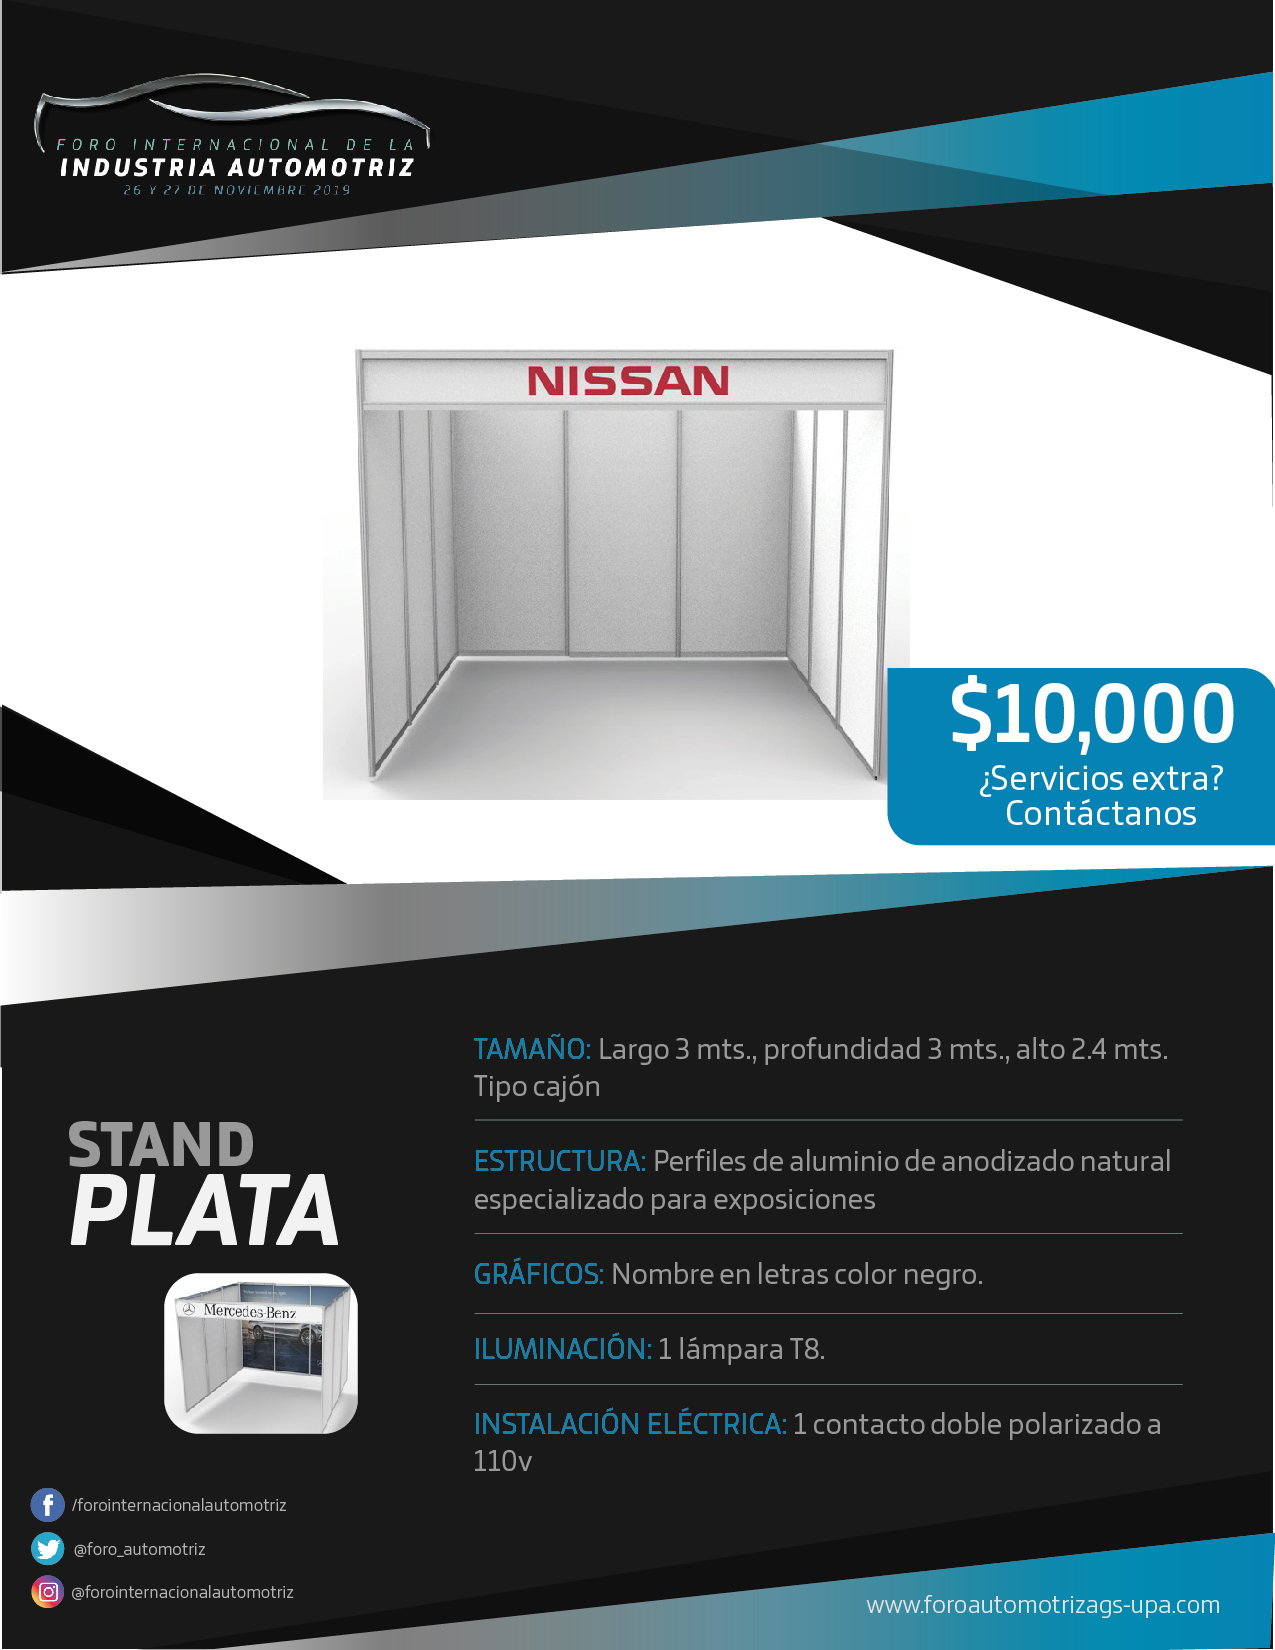 FORO INTERNACIONAL DE LA
INDUSTRIA AUTOMOTRIZ
26 Y 27 DE NOVIEMBRE 2019
NISSAN
$10,000
¿Servicios extra?
Contáctanos
STAND
PLATA
Mercedes-Benz
TAMAÑO: Largo 3 mts., profundidad 3 mts., alto 2.4 mts.
Tipo cajón
ESTRUCTURA: Perfiles de aluminio de anodizado natural
especializado para exposiciones
GRÁFICOS: Nombre en letras color negro.
ILUMINACIÓN: 1 lámpara T8.
INSTALACIÓN ELÉCTRICA: 1 contacto doble polarizado a
110v
/forointernacionalautomotriz
@foro_automotriz
@forointernacionalautomotriz
www.foroautomotrizags-upa.com